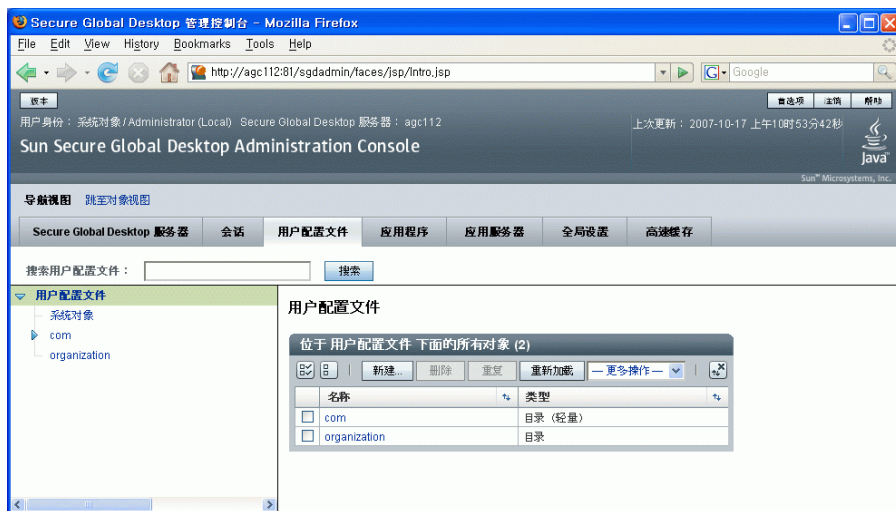 Secure Global Desktop 管理控制台 - Mozilla Firefox
File Edit View History Bookmarks Tools Help
http://agc112:81/sgdadmin/faces/jsp/Intro.jsp Google
版本 首选项 注销 帮助
用户身份： 系统对象/Administrator (Local) Secure Global Desktop 服务器： agc112 上次更新： 2007-10-17 上午10时53分42秒
Sun Secure Global Desktop Administration Console
Java™
Sun™ Microsystems, Inc.
导航视图 跳至对象视图
Secure Global Desktop 服务器 会话 用户配置文件 应用程序 应用服务器 全局设置 高速缓存
搜索用户配置文件： 搜索
用户配置文件
系统对象
com
organization
用户配置文件
位于 用户配置文件 下面的所有对象 (2)
新建... 删除 重复 重新加载 — 更多操作 —
名称 类型
com 目录（轻量）
organization 目录